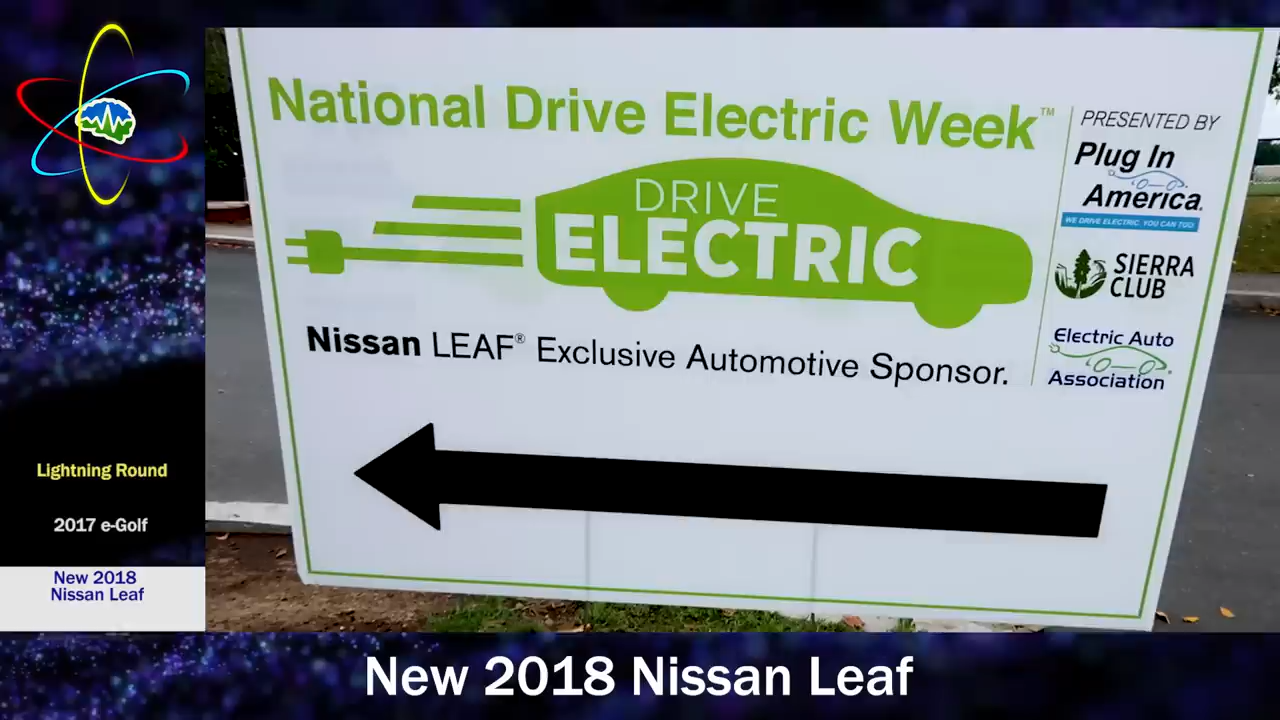 National Drive Electric Week™
DRIVE
ELECTRIC
Nissan LEAF® Exclusive Automotive Sponsor.
PRESENTED BY
Plug In
America.
WE DRIVE ELECTRIC. YOU CAN TOO!
SIERRA
CLUB
Electric Auto
Association
Lightning Round
2017 e-Golf
New 2018
Nissan Leaf
New 2018 Nissan Leaf